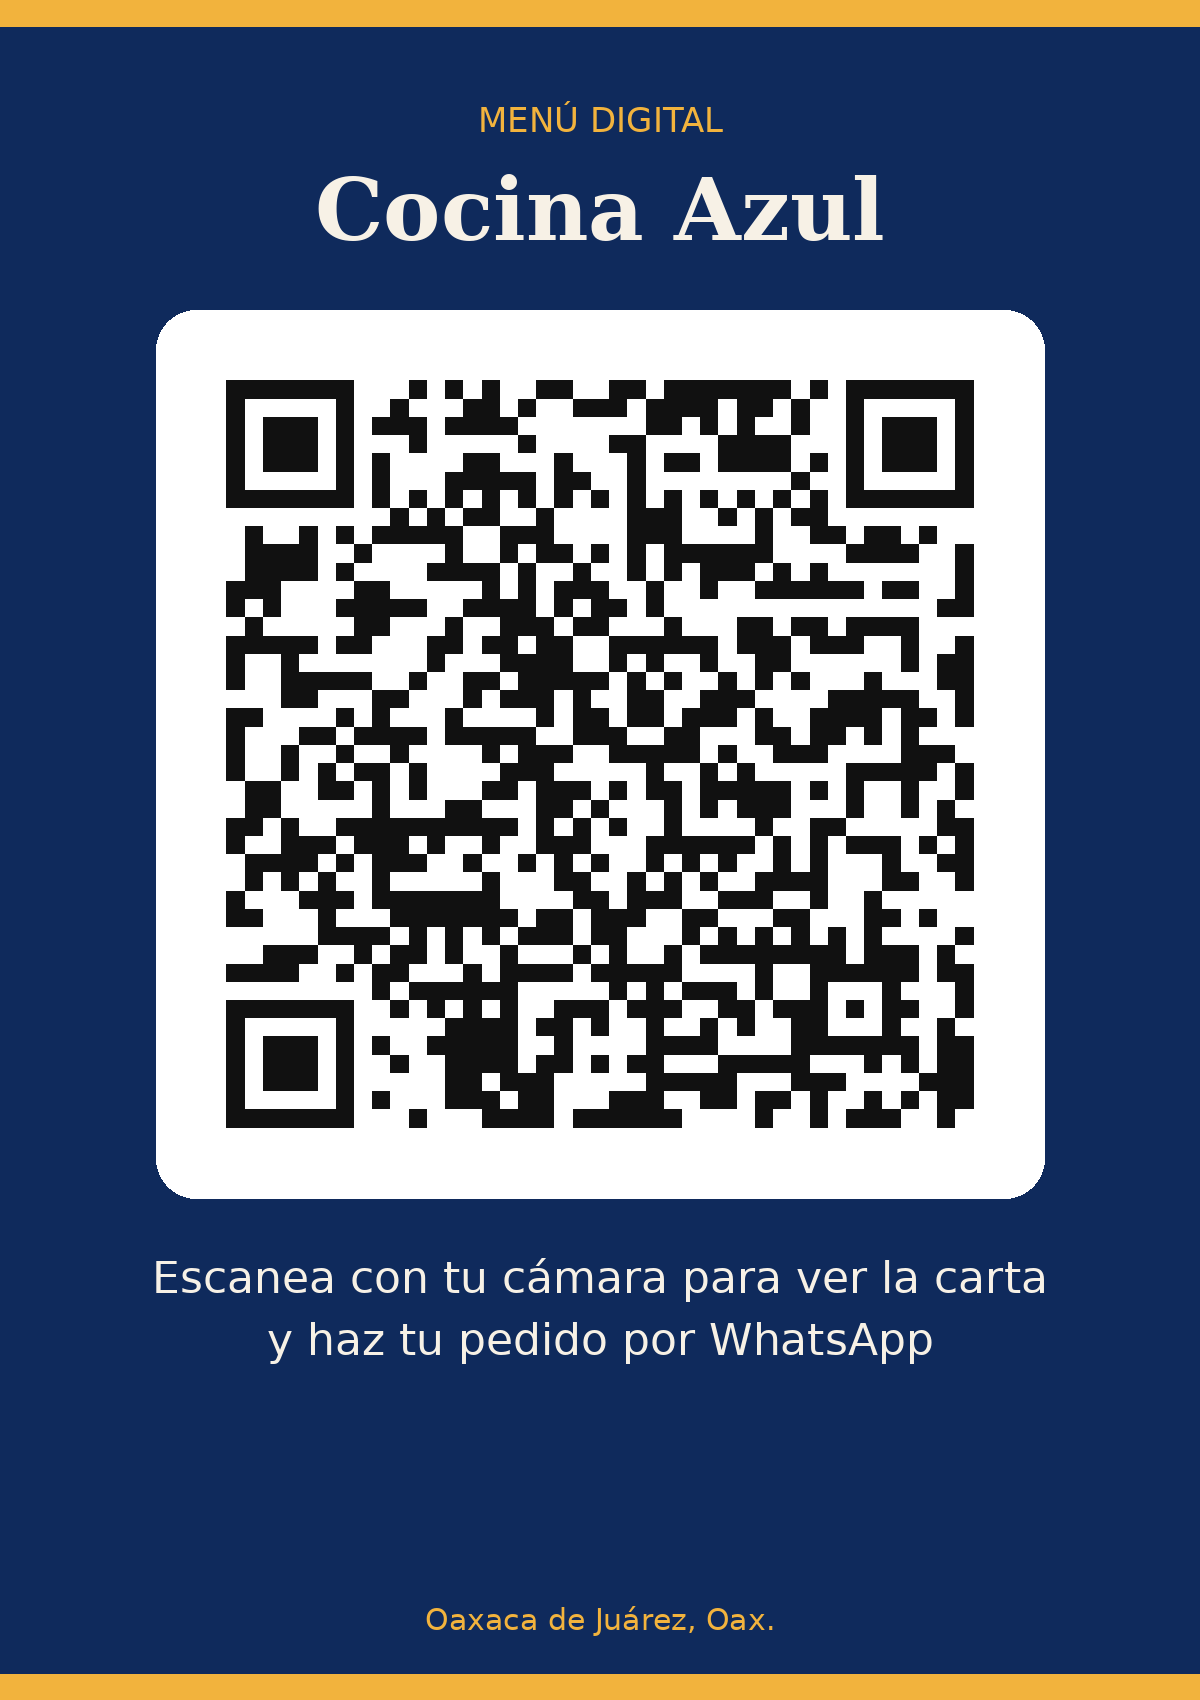 MENÚ DIGITAL
Cocina Azul
Escanea con tu cámara para ver la carta
y haz tu pedido por WhatsApp
Oaxaca de Juárez, Oax.